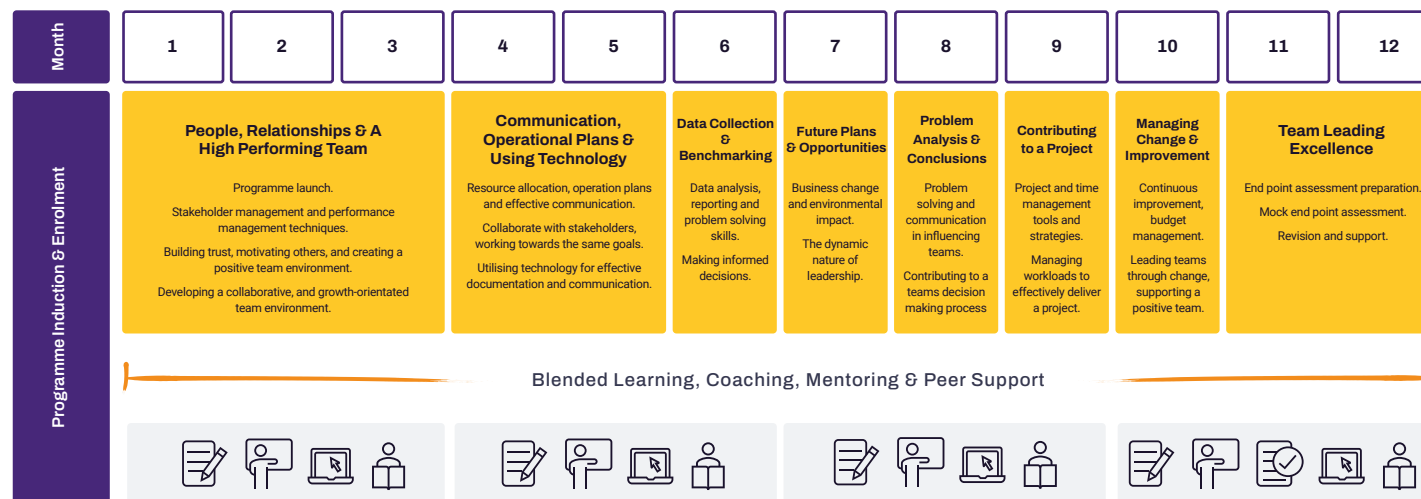 Month
1
2
3
4
5
6
7
8
9
10
11
12
Programme Induction & Enrolment
People, Relationships & A
High Performing Team
Programme launch.
Stakeholder management and performance
management techniques.
Building trust, motivating others, and creating a
positive team environment.
Developing a collaborative, and growth-orientated
team environment.
Communication,
Operational Plans &
Using Technology
Resource allocation, operation plans
and effective communication.
Collaborate with stakeholders,
working towards the same goals.
Utilising technology for effective
documentation and communication.
Data Collection
&
Benchmarking
Data analysis,
reporting and
problem solving
skills.
Making informed
decisions.
Future Plans
& Opportunities
Business change
and environmental
impact.
The dynamic
nature of
leadership.
Problem
Analysis &
Conclusions
Problem
solving and
communication
in influencing
teams.
Contributing to a
teams decision
making process
Contributing
to a Project
Project and time
management
tools and
strategies.
Managing
workloads to
effectively deliver
a project.
Managing
Change &
Improvement
Continuous
improvement,
budget
management.
Leading teams
through change,
supporting a
positive team.
Team Leading
Excellence
End point assessment preparation.
Mock end point assessment.
Revision and support.
Blended Learning, Coaching, Mentoring & Peer Support